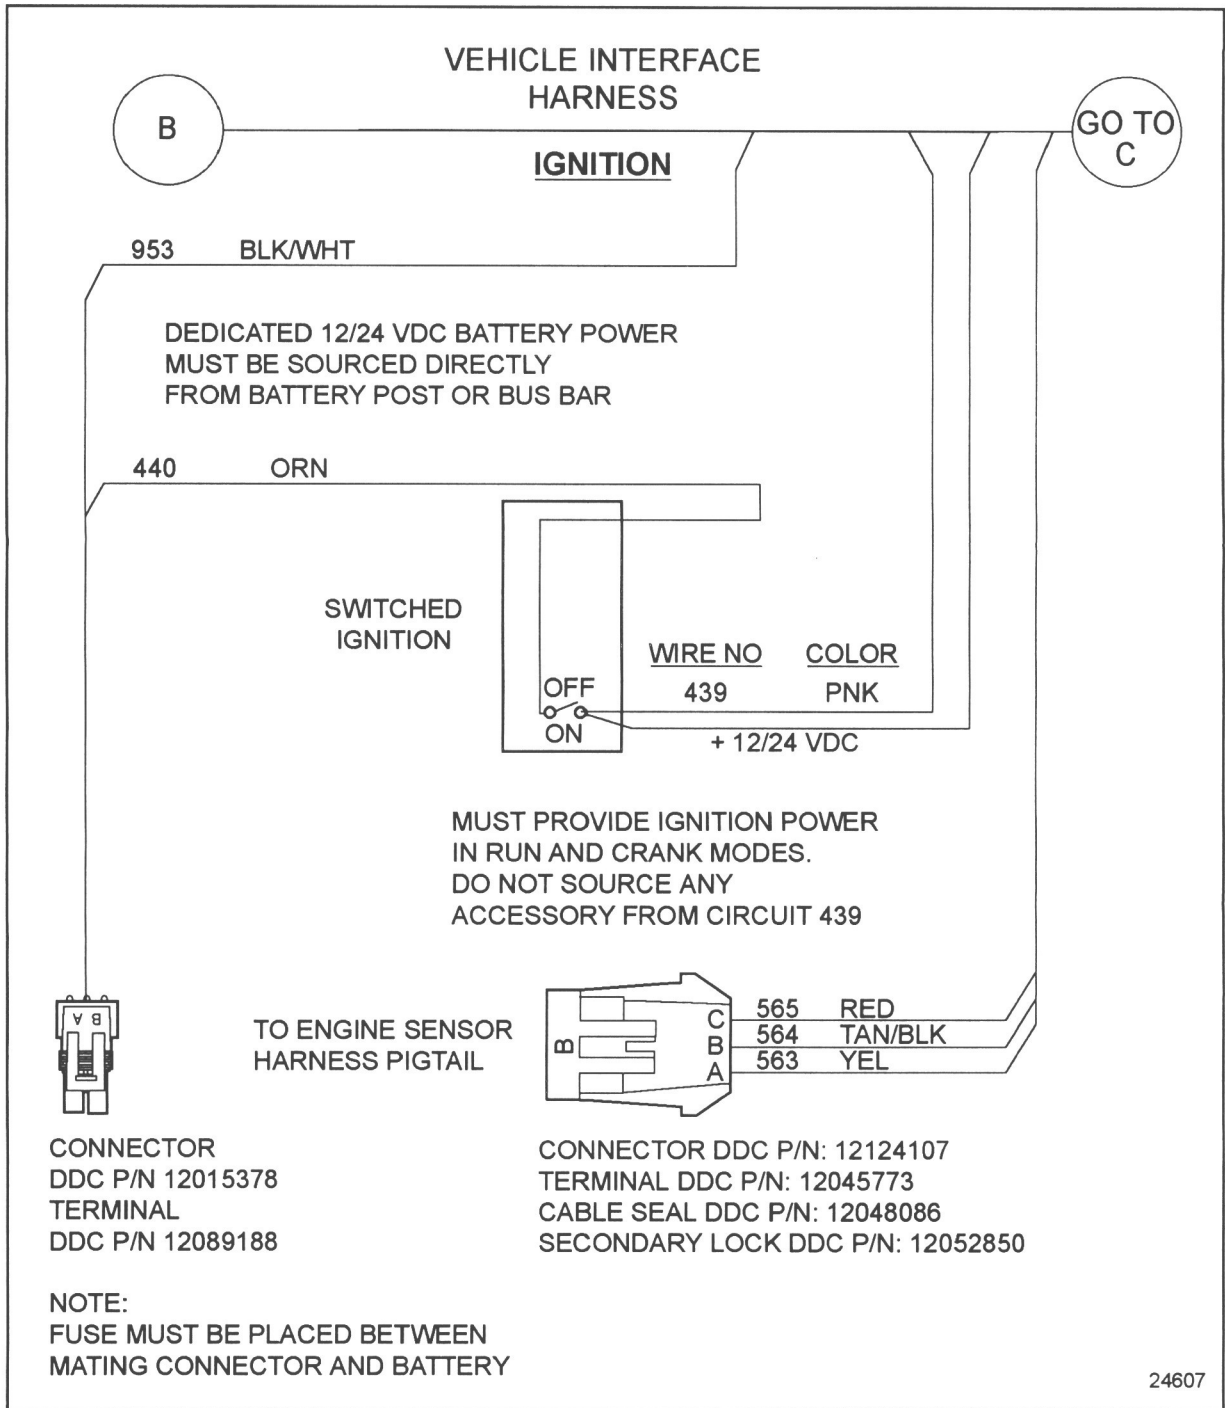 VEHICLE INTERFACE
HARNESS
B
GO TO
C
IGNITION
953 BLK/WHT
DEDICATED 12/24 VDC BATTERY POWER
MUST BE SOURCED DIRECTLY
FROM BATTERY POST OR BUS BAR
440 ORN
SWITCHED
IGNITION
WIRE NO COLOR
OFF
439 PNK
ON
+ 12/24 VDC
MUST PROVIDE IGNITION POWER
IN RUN AND CRANK MODES.
DO NOT SOURCE ANY
ACCESSORY FROM CIRCUIT 439
B A
TO ENGINE SENSOR
HARNESS PIGTAIL
B
C 565 RED
B 564 TAN/BLK
A 563 YEL
CONNECTOR
DDC P/N 12015378
TERMINAL
DDC P/N 12089188
CONNECTOR DDC P/N: 12124107
TERMINAL DDC P/N: 12045773
CABLE SEAL DDC P/N: 12048086
SECONDARY LOCK DDC P/N: 12052850
NOTE:
FUSE MUST BE PLACED BETWEEN
MATING CONNECTOR AND BATTERY
24607